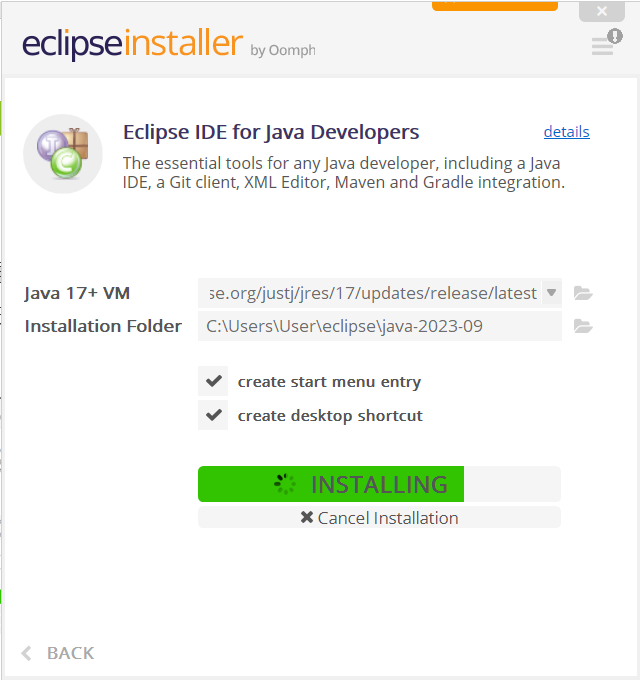 eclipseinstaller by Oomph
Eclipse IDE for Java Developers
details
The essential tools for any Java developer, including a Java
IDE, a Git client, XML Editor, Maven and Gradle integration.
Java 17+ VM
se.org/justj/jres/17/updates/release/latest
Installation Folder
C:\Users\User\eclipse\java-2023-09
create start menu entry
create desktop shortcut
INSTALLING
Cancel Installation
BACK